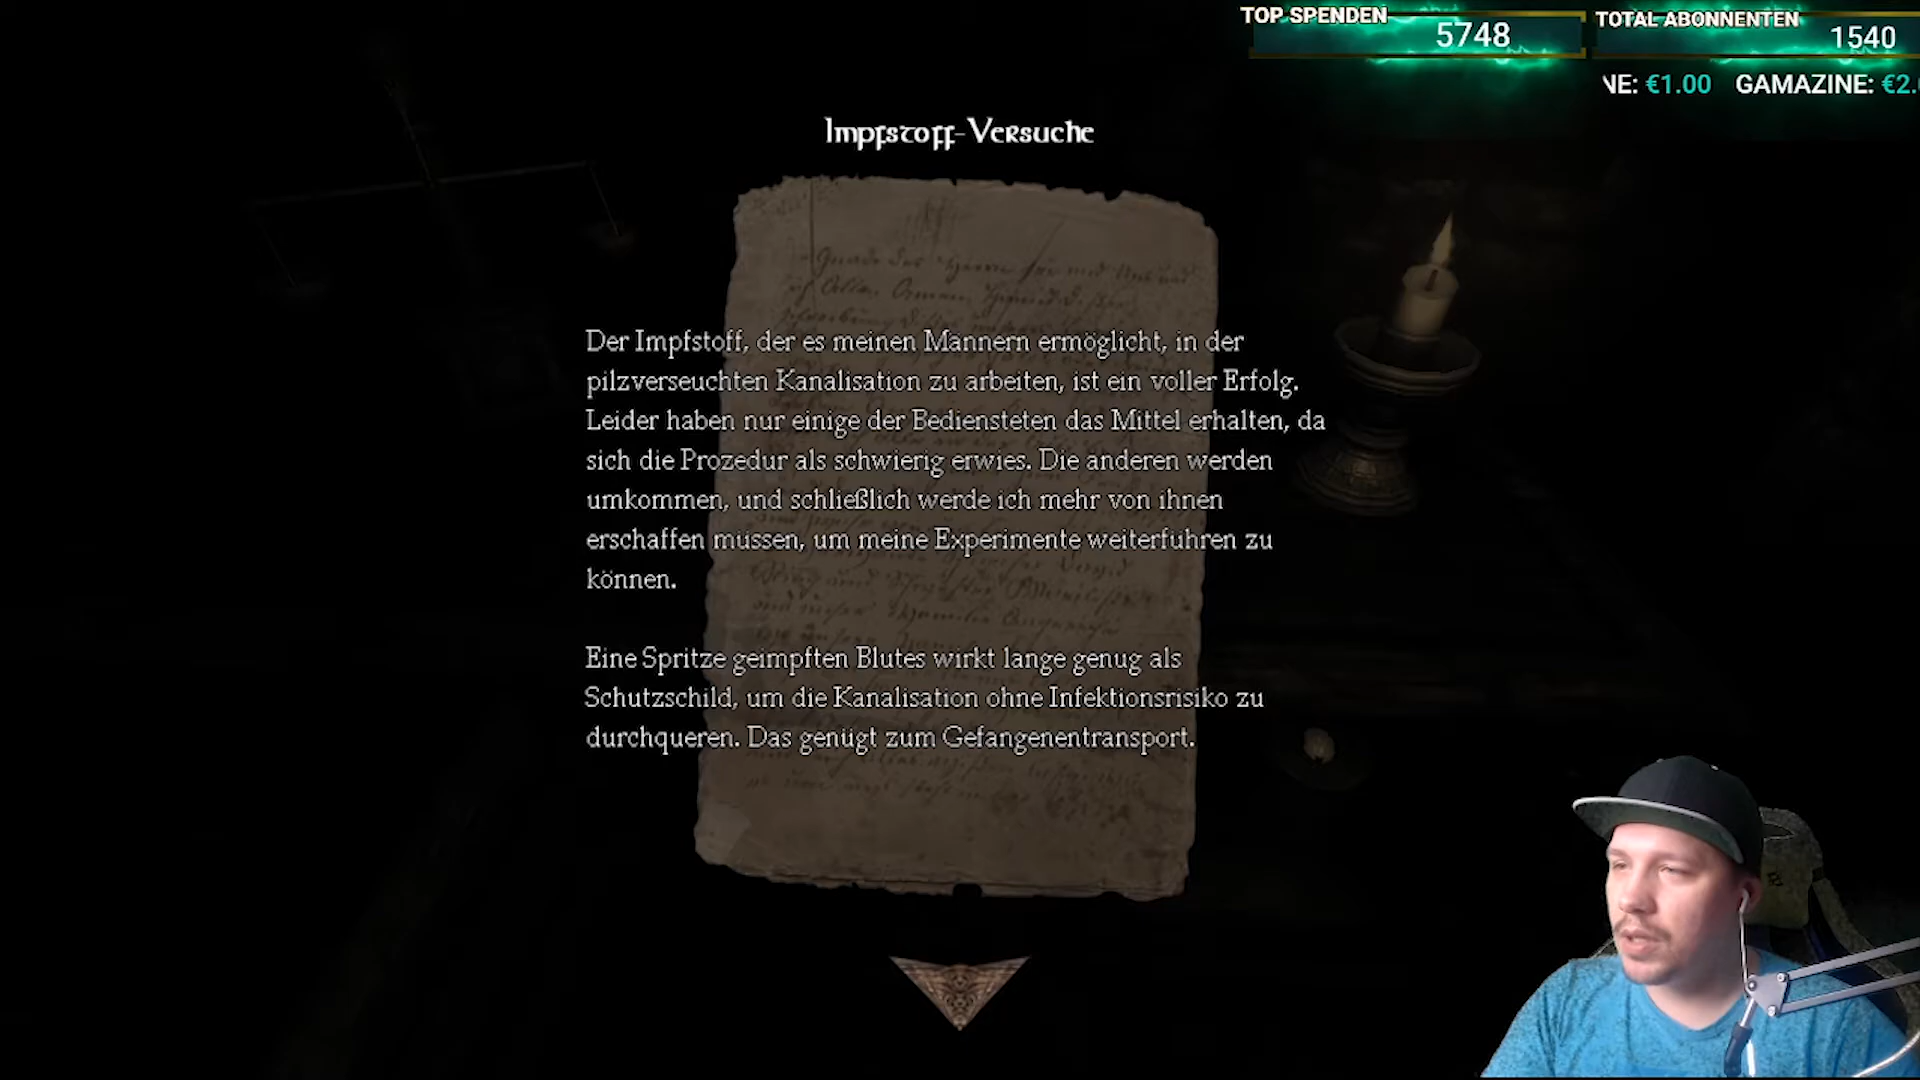 TOP SPENDEN
5748
TOTAL ABONNENTEN
1540
NE: €1.00 GAMAZINE: €2.
Impfstoff-Versuche
Der Impfstoff, der es meinen Männern ermöglicht, in der
pilzverseuchten Kanalisation zu arbeiten, ist ein voller Erfolg.
Leider haben nur einige der Bediensteten das Mittel erhalten, da
sich die Prozedur als schwierig erwies. Die anderen werden
umkommen, und schließlich werde ich mehr von ihnen
erschaffen müssen, um meine Experimente weiterführen zu
können.
Eine Spritze geimpften Blutes wirkt lange genug als
Schutzschild, um die Kanalisation ohne Infektionsrisiko zu
durchqueren. Das genügt zum Gefangenentransport.